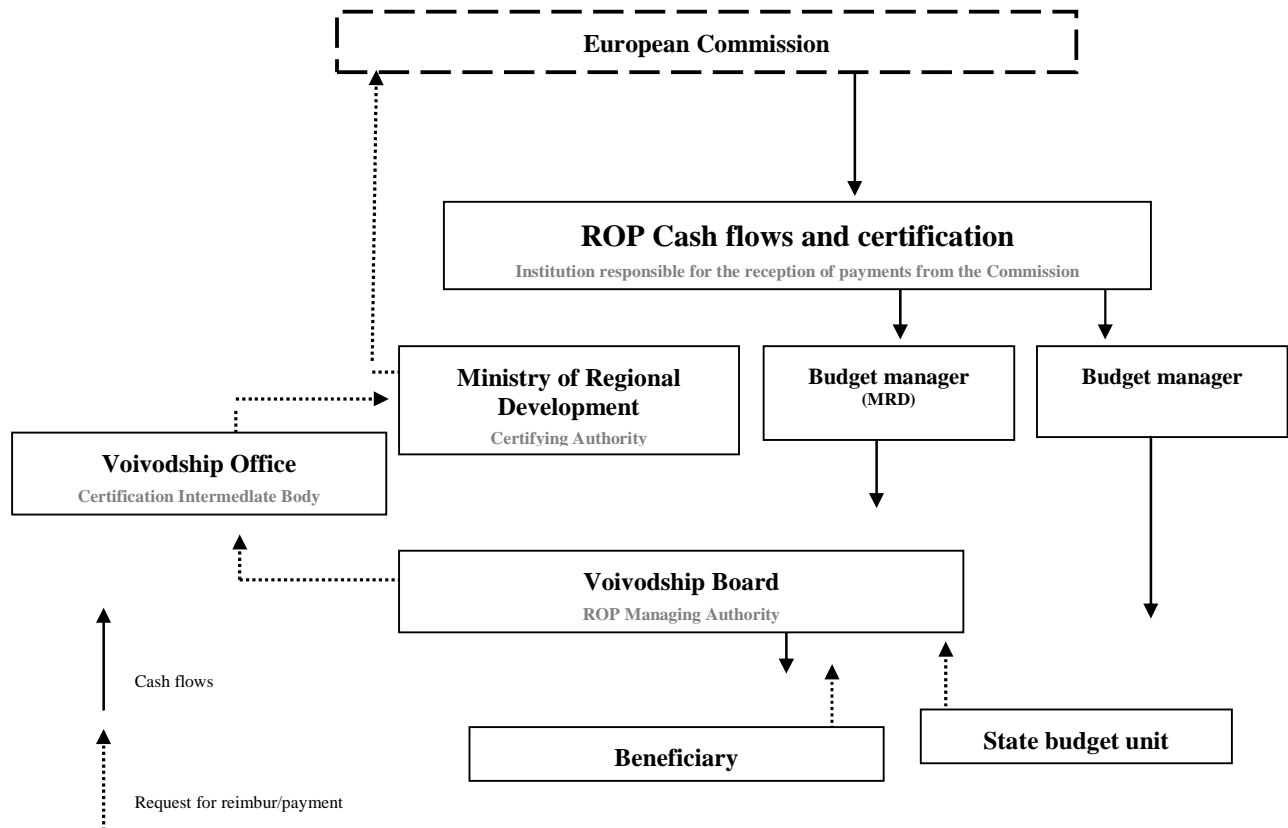 European Commission
ROP Cash flows and certification
Institution responsible for the reception of payments from the Commission
Ministry of Regional
Development
Certifying Authority
Budget manager
(MRD)
Budget manager
Voivodship Office
Certification Intermedlate Body
Voivodship Board
ROP Managing Authority
Cash flows
Beneficiary
State budget unit
Request for reimbur/payment